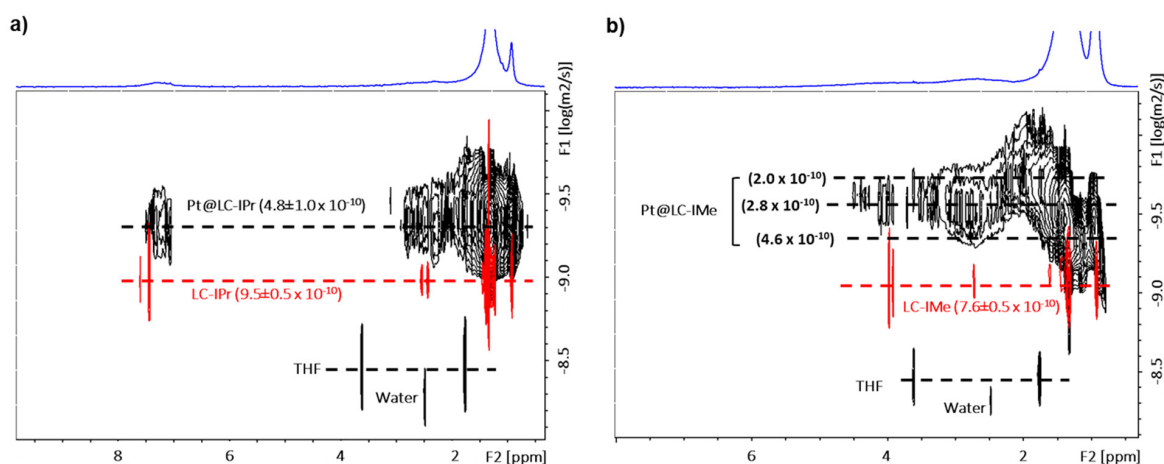 a)
F1 [log(m2/s)]
-9.5
-9.0
-8.5
Pt@LC-IPr (4.8±1.0 x 10⁻¹⁰)
LC-IPr (9.5±0.5 x 10⁻¹⁰)
THF
Water
8
6
4
2
F2 [ppm]
b)
F1 [log(m2/s)]
-9.5
-9.0
-8.5
Pt@LC-IMe
(2.0 x 10⁻¹⁰)
(2.8 x 10⁻¹⁰)
(4.6 x 10⁻¹⁰)
LC-IMe (7.6±0.5 x 10⁻¹⁰)
THF
Water
6
4
2
F2 [ppm]